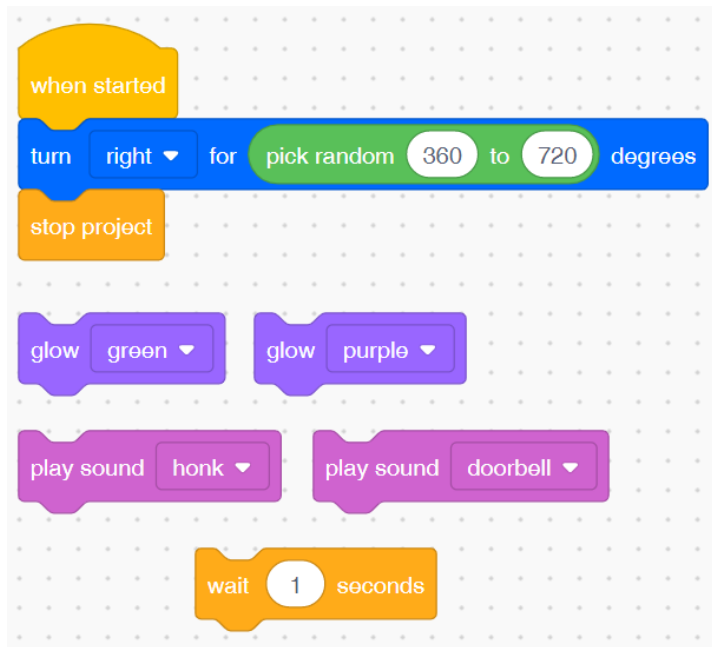 when started
turn right for pick random 360 to 720 degrees
stop project
glow green glow purple
play sound honk play sound doorbell
wait 1 seconds